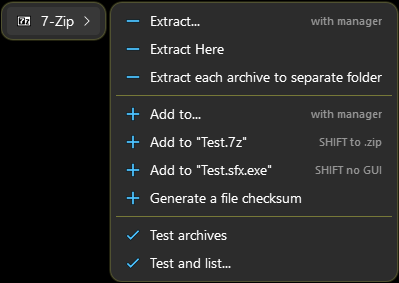 7-Zip
Extract... with manager
Extract Here
Extract each archive to separate folder
Add to... with manager
Add to "Test.7z" SHIFT to .zip
Add to "Test.sfx.exe" SHIFT no GUI
Generate a file checksum
Test archives
Test and list...